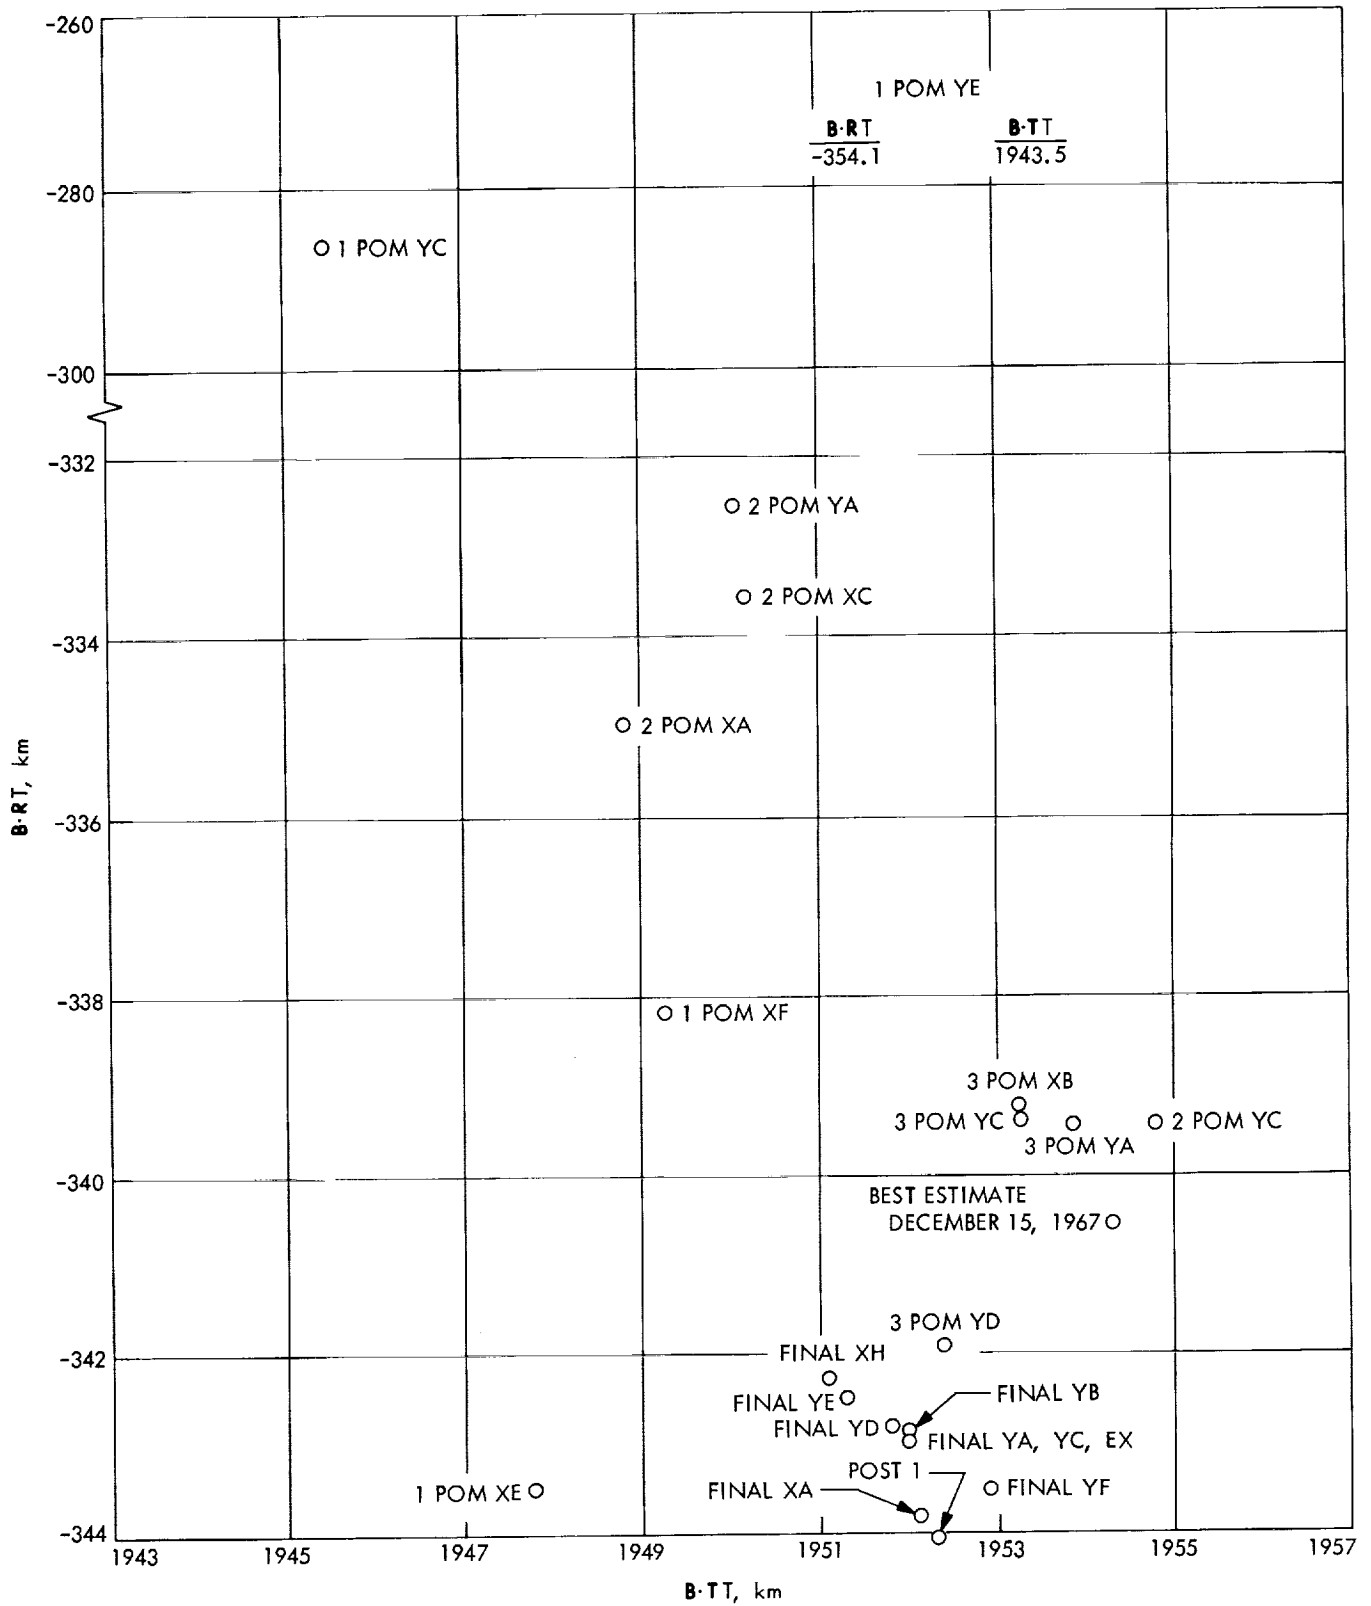 -260
1 POM YE
B·RT B·TT
-354.1 1943.5
-280
1 POM YC
-300
-332
2 POM YA
2 POM XC
-334
2 POM XA
B·RT, km
-336
-338
1 POM XF
3 POM XB
3 POM YC
2 POM YC
3 POM YA
-340
BEST ESTIMATE
DECEMBER 15, 1967
3 POM YD
-342
FINAL XH
FINAL YE
FINAL YB
FINAL YD
FINAL YA, YC, EX
POST 1
1 POM XE
FINAL XA
FINAL YF
-344
1943 1945 1947 1949 1951 1953 1955 1957
B·TT, km